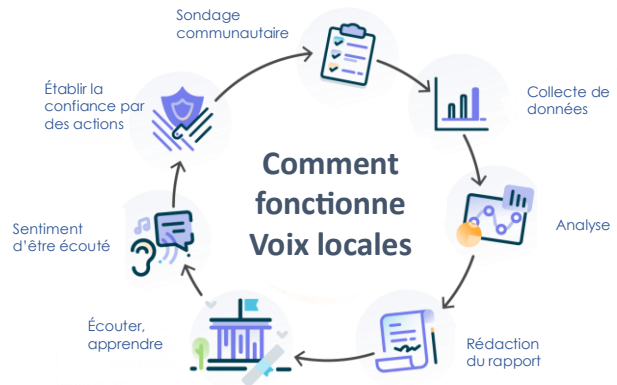 Sondage
communautaire
Collecte de
données
Analyse
Rédaction
du rapport
Écouter,
apprendre
Sentiment
d'être écouté
Établir la
confiance par
des actions
Comment
fonctionne
Voix locales